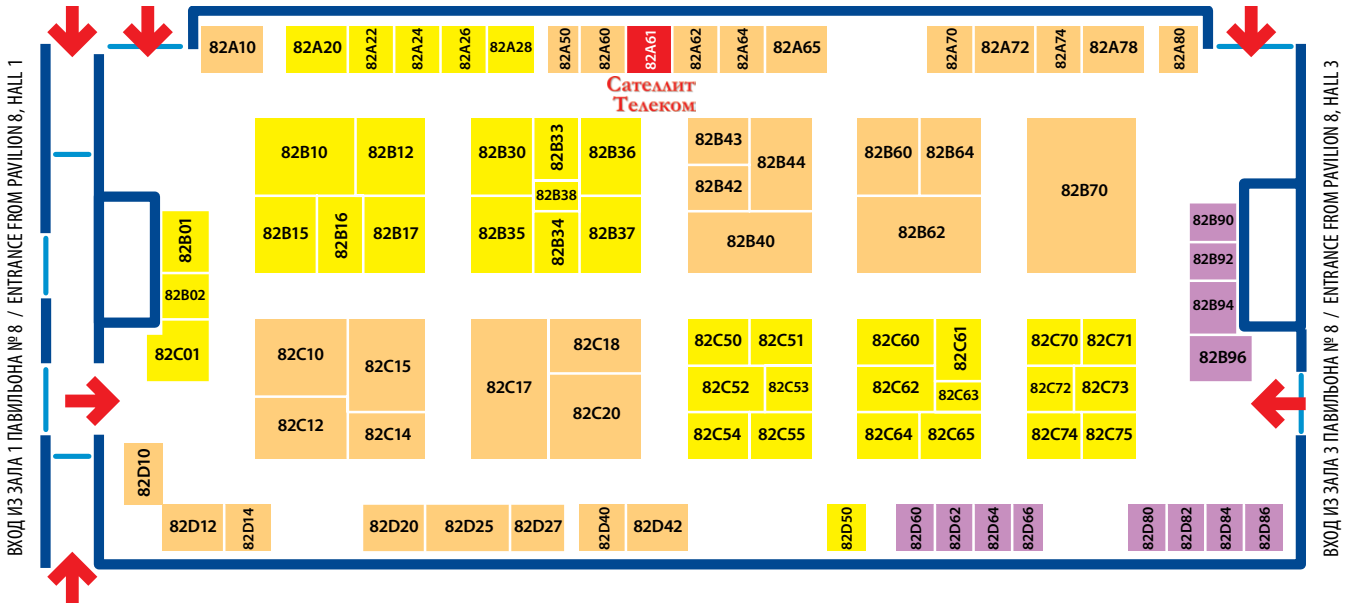 ВХОД ИЗ ЗАЛА 1 ПАВИЛЬОНА № 8 / ENTRANCE FROM PAVILION 8, HALL 1
82A10
82A20
82A22
82A24
82A26
82A28
82A50
82A60
82A61
82A62
82A64
82A65
82A70
82A72
82A74
82A78
82A80
Сателлит
Телеком
82B10
82B12
82B15
82B16
82B17
82B30
82B33
82B36
82B38
82B35
82B34
82B37
82B43
82B44
82B42
82B40
82B60
82B64
82B62
82B70
82B90
82B92
82B94
82B96
82B01
82B02
82C01
82C10
82C15
82C12
82C14
82C17
82C18
82C20
82C50
82C51
82C52
82C53
82C54
82C55
82C60
82C61
82C62
82C63
82C64
82C65
82C70
82C71
82C72
82C73
82C74
82C75
82D10
82D12
82D14
82D20
82D25
82D27
82D40
82D42
82D50
82D60
82D62
82D64
82D66
82D80
82D82
82D84
82D86
ВХОД ИЗ ЗАЛА 3 ПАВИЛЬОНА № 8 / ENTRANCE FROM PAVILION 8, HALL 3